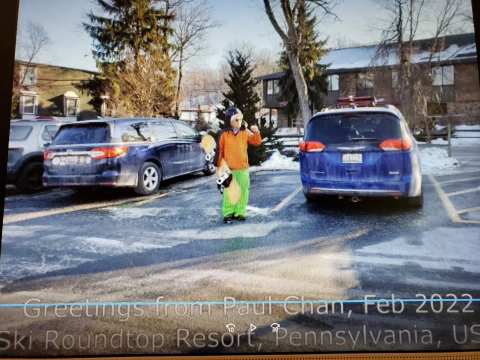 Greetings from Paul Chan, Feb 2022
Ski Roundtop Resort, Pennsylvania, US